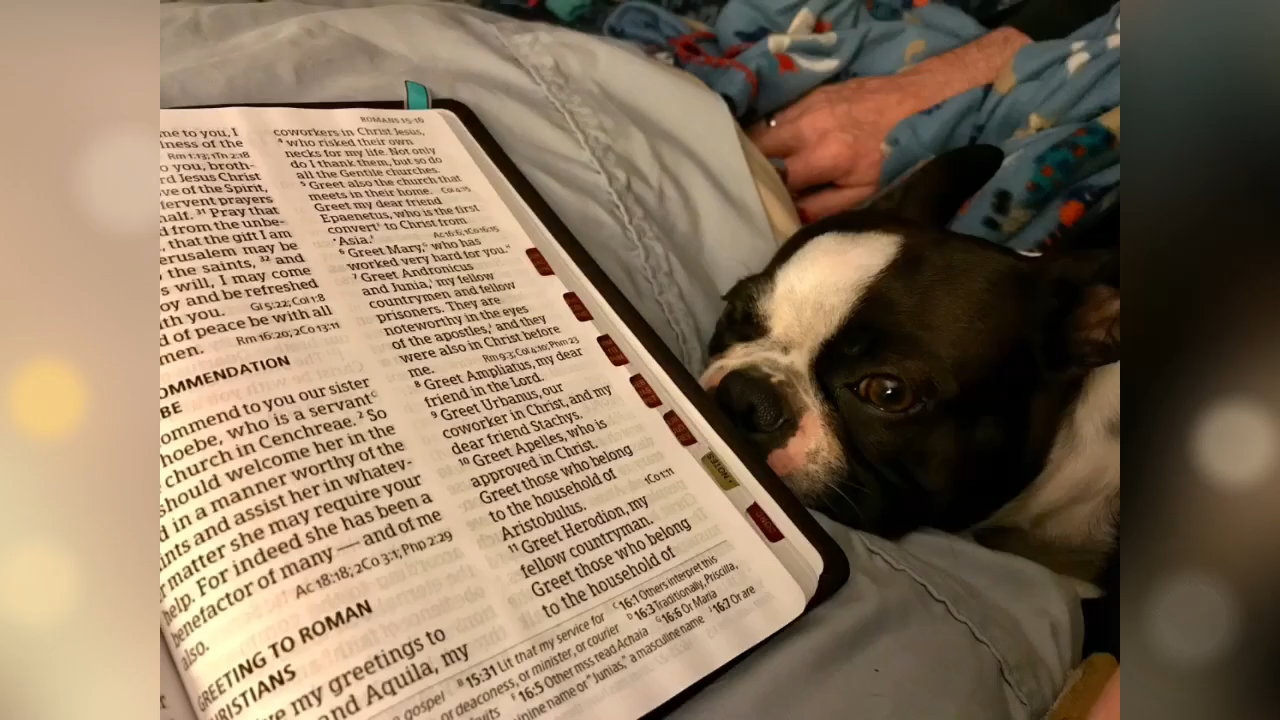 ROMANS 15-16
me to you, I
iness of the
Rm 1:13; 1Th 2:18
o you, broth-
rd Jesus Christ
ve of the Spirit,
fervent prayers
half. 31 Pray that
d from the unbe-
, that the gift I am
erusalem may be
the saints, 32 and
s will, I may come
oy and be refreshed
th you. Gl 5:22; Col 1:8
d of peace be with all
men. Rm 16:20; 2Co 13:11
OMMENDATION
BE
ommend to you our sister
hoebe, who is a servant
church in Cenchreae. 2 So
should welcome her in the
d in a manner worthy of the
nts and assist her in whatev-
matter she may require your
help. For indeed she has been a
benefactor of many — and of me
also. Ac 18:18; 2Co 3:1; Php 2:29
GREETING TO ROMAN
HRISTIANS
ve my greetings to
and Aquila, my
coworkers in Christ Jesus,
4 who risked their own
necks for my life. Not only
do I thank them, but so do
all the Gentile churches.
5 Greet also the church that
meets in their home. Col 4:15
Greet my dear friend
Epaenetus, who is the first
convert to Christ from
Asia. Ac 16:6; 1Co 16:15
6 Greet Mary, who has
worked very hard for you.
7 Greet Andronicus
and Junia, my fellow
countrymen and fellow
prisoners. They are
noteworthy in the eyes
of the apostles, and they
were also in Christ before
me. Rm 9:3; Col 4:10; Phm 23
8 Greet Ampliatus, my dear
friend in the Lord.
9 Greet Urbanus, our
coworker in Christ, and my
dear friend Stachys.
10 Greet Apelles, who is
approved in Christ.
Greet those who belong
to the household of
Aristobulus. 1Co 1:11
11 Greet Herodion, my
fellow countryman.
Greet those who belong
to the household of
gospel 15:31 Lit that my service for 16:1 Others interpret this
or deaconess, or minister, or courier 16:3 Traditionally, Priscilla,
uits 16:5 Other mss read Achaia 16:6 Or Maria
inine name or "Junias," a masculine name 16:7 Or are
NOTE